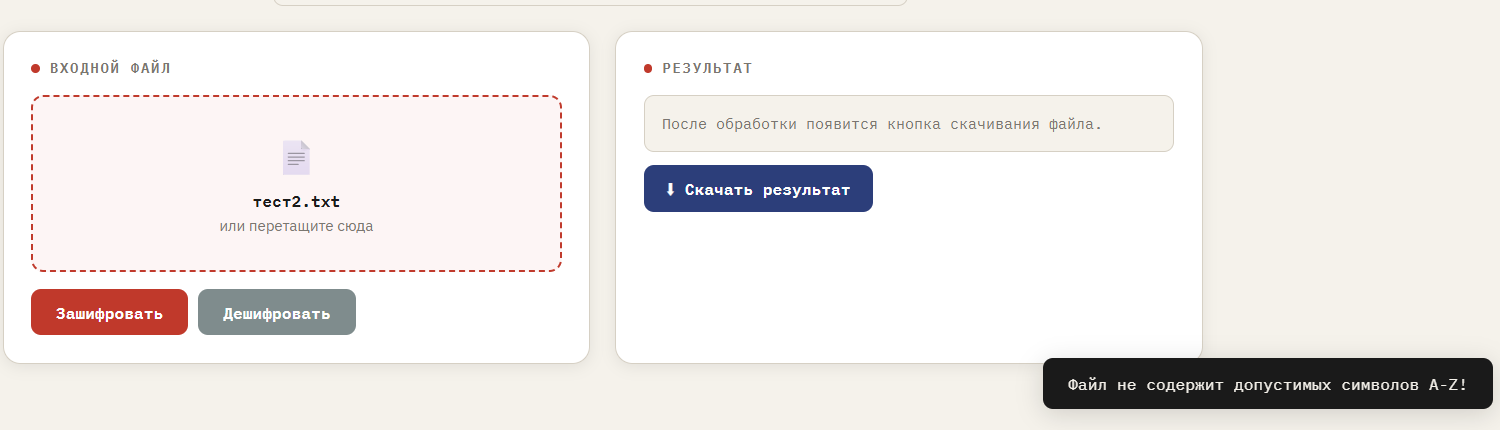 ВХОДНОЙ ФАЙЛ
тест2.txt
или перетащите сюда
Зашифровать Дешифровать
РЕЗУЛЬТАТ
После обработки появится кнопка скачивания файла.
⬇ Скачать результат
Файл не содержит допустимых символов A-Z!